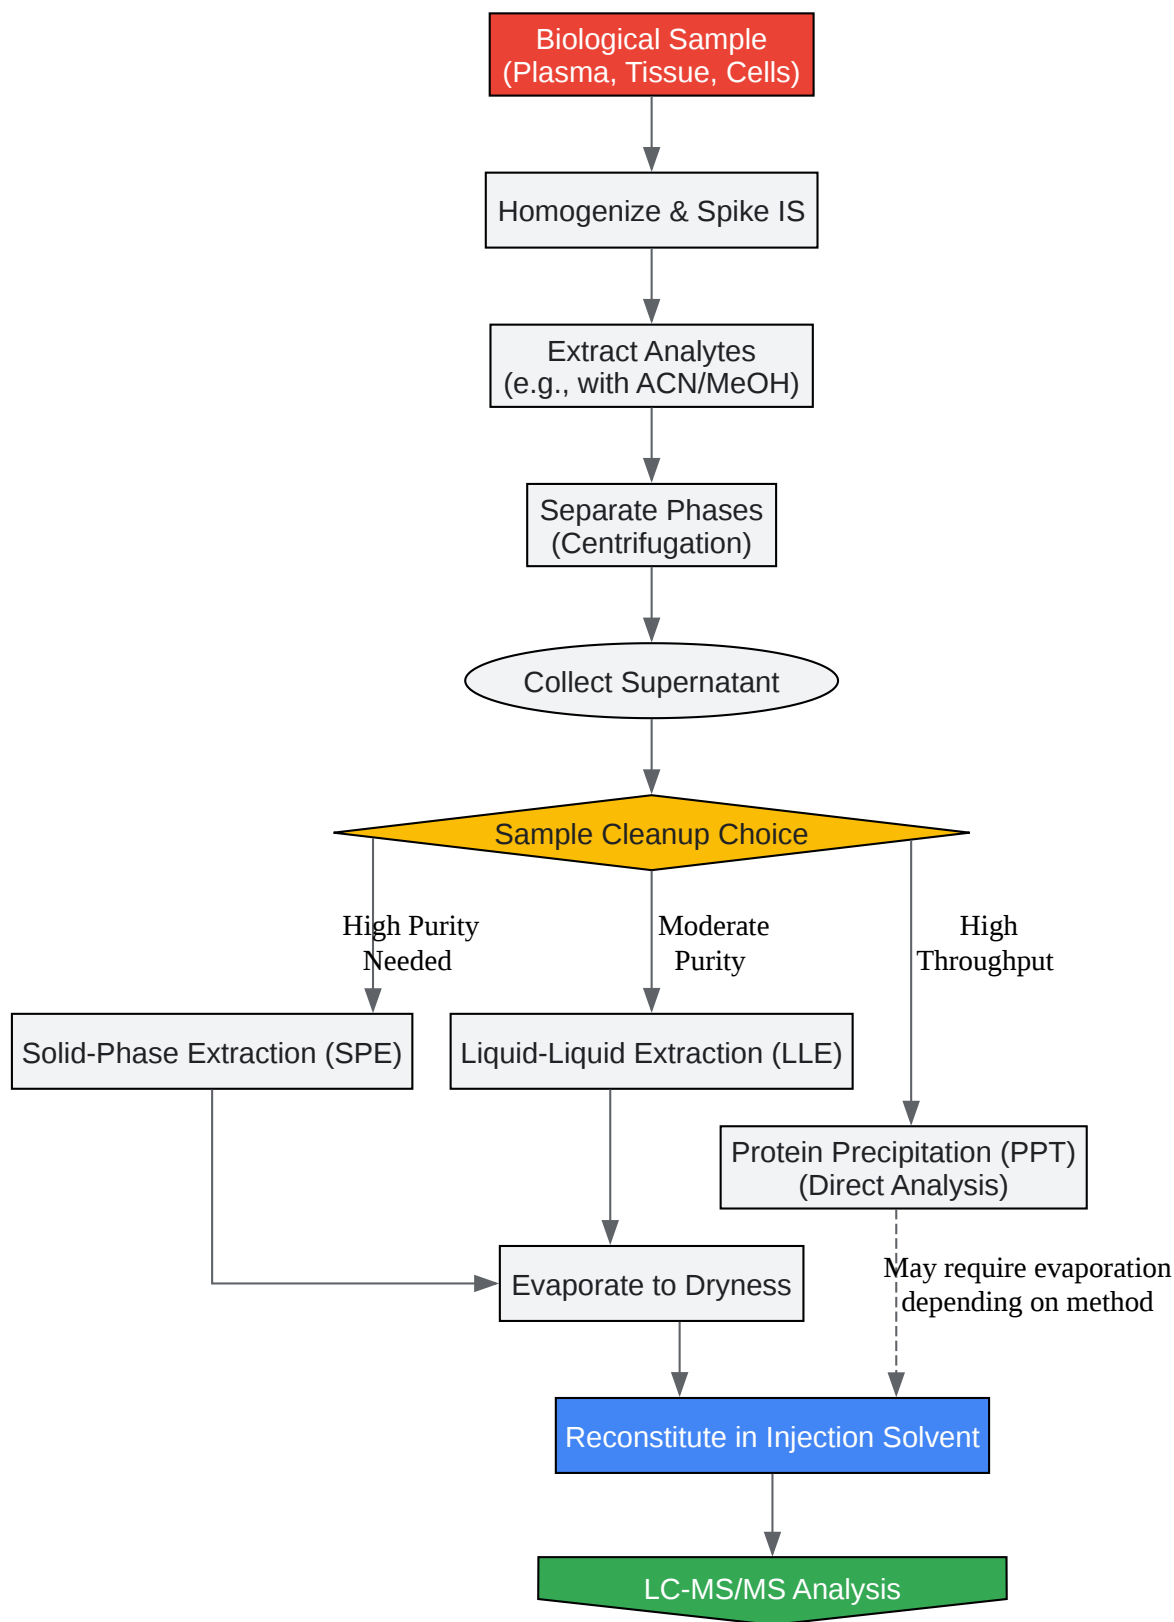 Biological Sample
(Plasma, Tissue, Cells)
Homogenize & Spike IS
Extract Analytes
(e.g., with ACN/MeOH)
Separate Phases
(Centrifugation)
Collect Supernatant
Sample Cleanup Choice
High Purity
Needed
Moderate
Purity
High
Throughput
Solid-Phase Extraction (SPE)
Liquid-Liquid Extraction (LLE)
Protein Precipitation (PPT)
(Direct Analysis)
Evaporate to Dryness
May require evaporation
depending on method
Reconstitute in Injection Solvent
LC-MS/MS Analysis